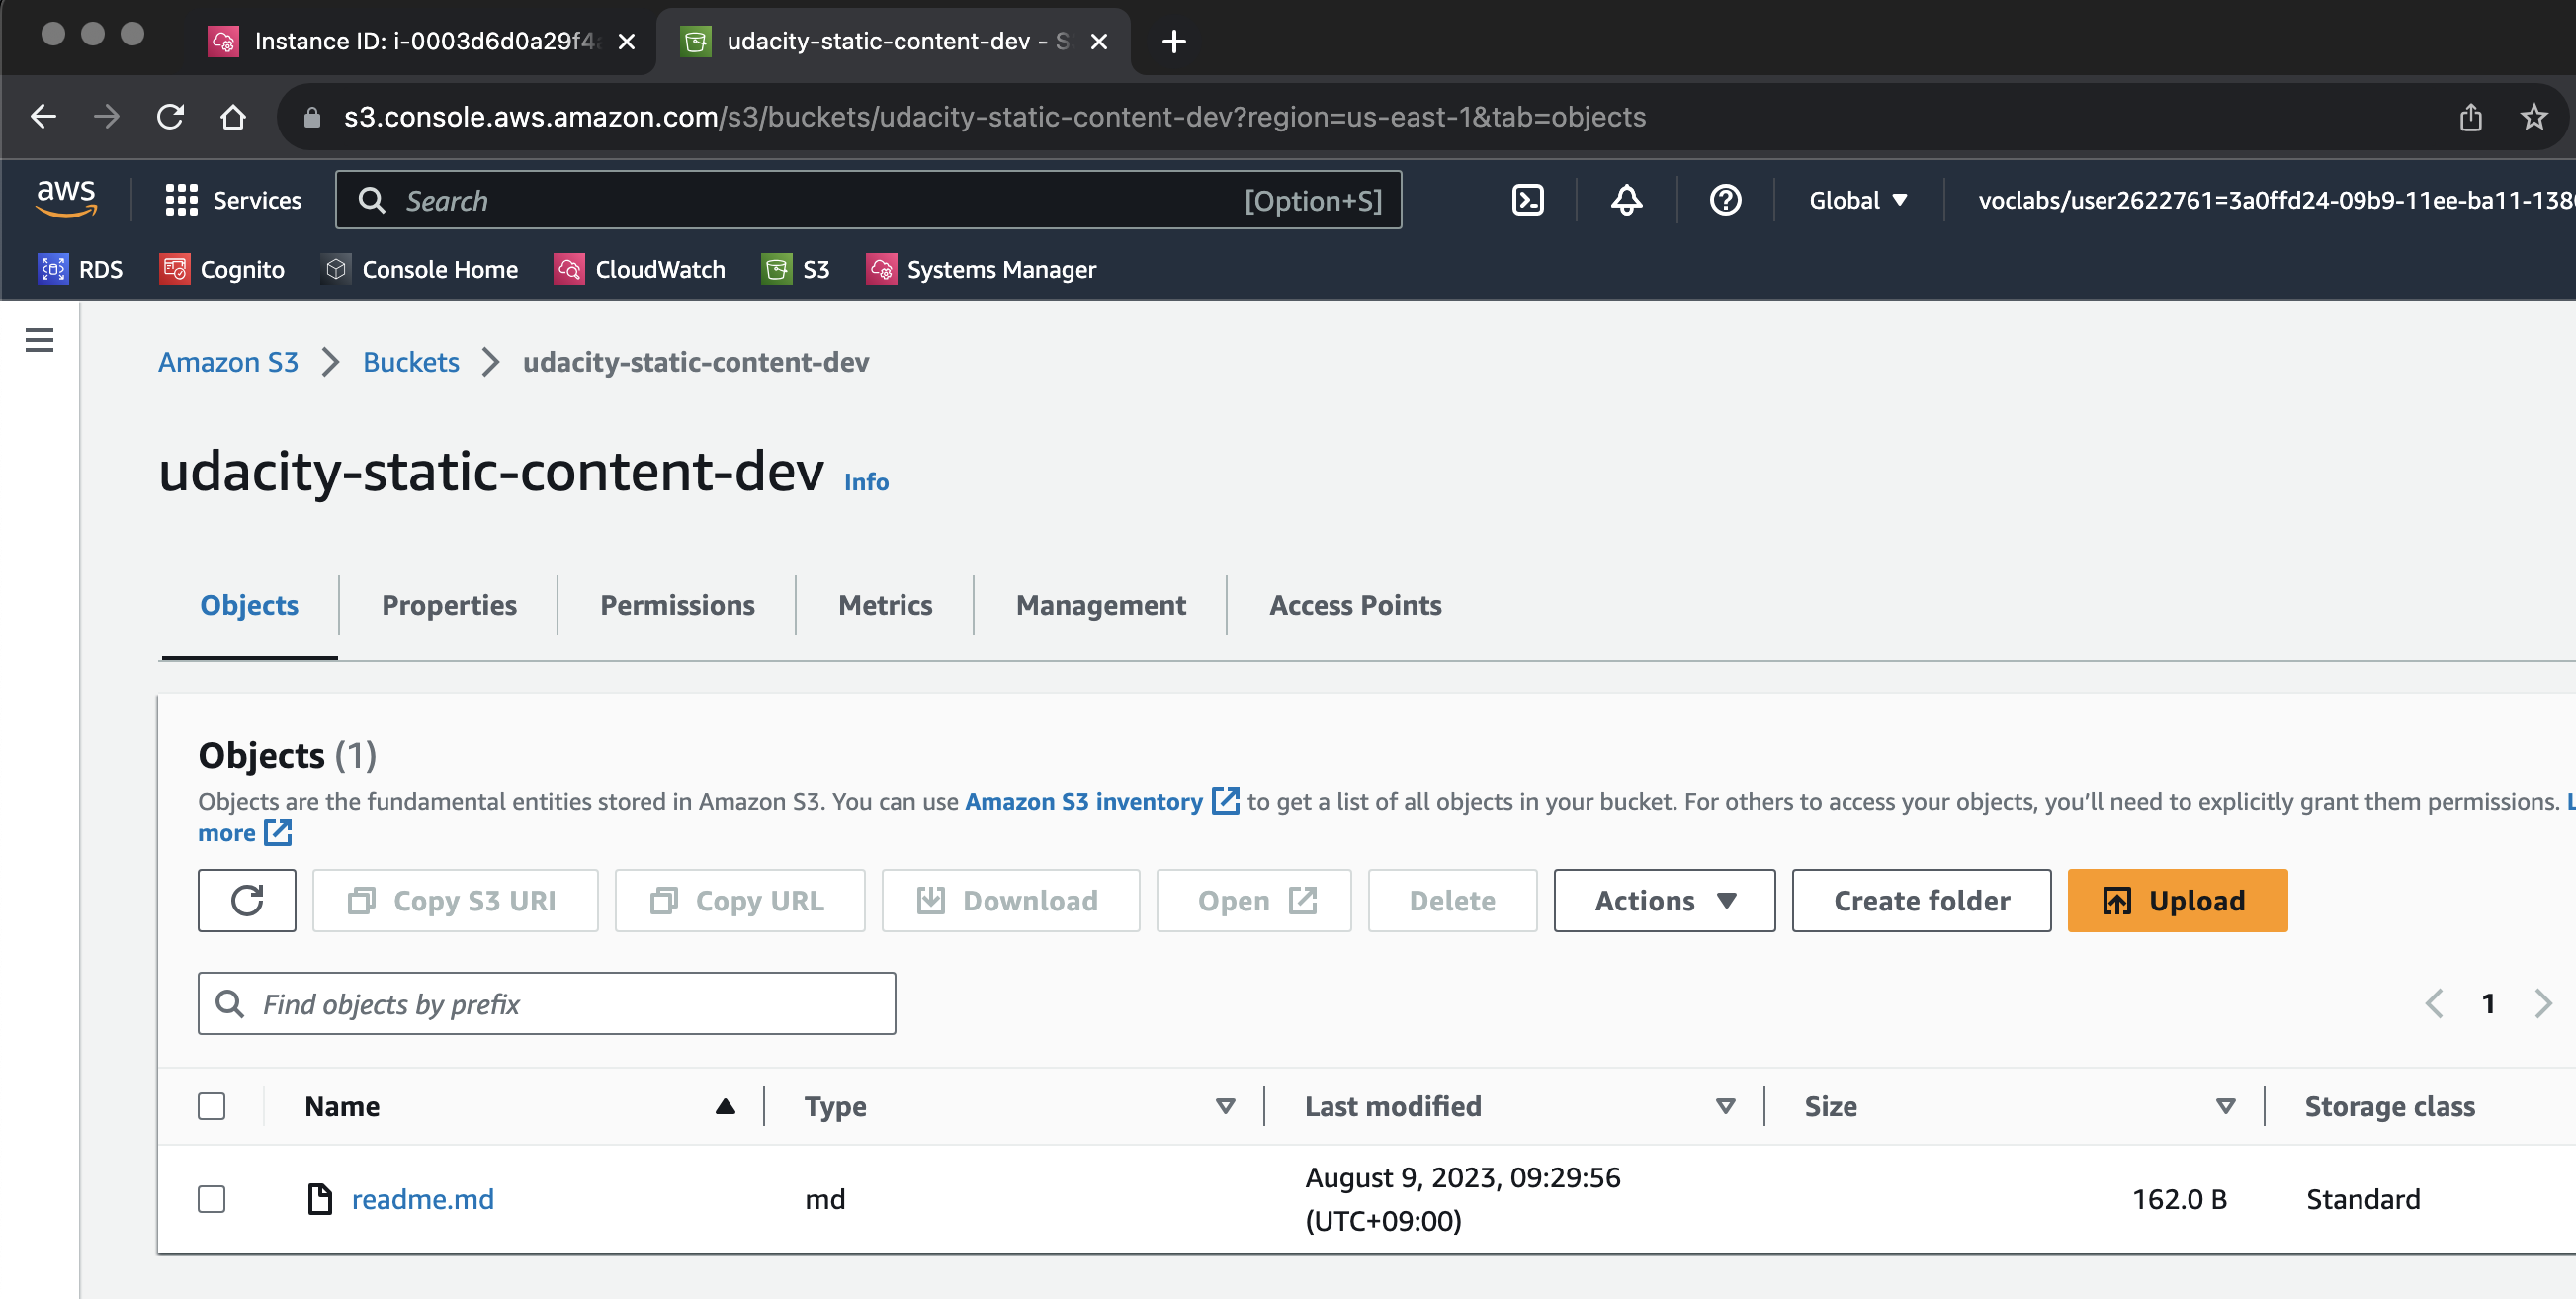 Instance ID: i-0003d6d0a29f4
udacity-static-content-dev - S
s3.console.aws.amazon.com/s3/buckets/udacity-static-content-dev?region=us-east-1&tab=objects
aws
Services
Search
[Option+S]
Global
voclabs/user2622761=3a0ffd24-09b9-11ee-ba11-138
RDS
Cognito
Console Home
CloudWatch
S3
Systems Manager
Amazon S3
Buckets
udacity-static-content-dev
udacity-static-content-dev
Info
Objects
Properties
Permissions
Metrics
Management
Access Points
Objects (1)
Objects are the fundamental entities stored in Amazon S3. You can use Amazon S3 inventory to get a list of all objects in your bucket. For others to access your objects, you'll need to explicitly grant them permissions.
more
Copy S3 URI
Copy URL
Download
Open
Delete
Actions
Create folder
Upload
Find objects by prefix
1
Name
Type
Last modified
Size
Storage class
readme.md
md
August 9, 2023, 09:29:56
(UTC+09:00)
162.0 B
Standard